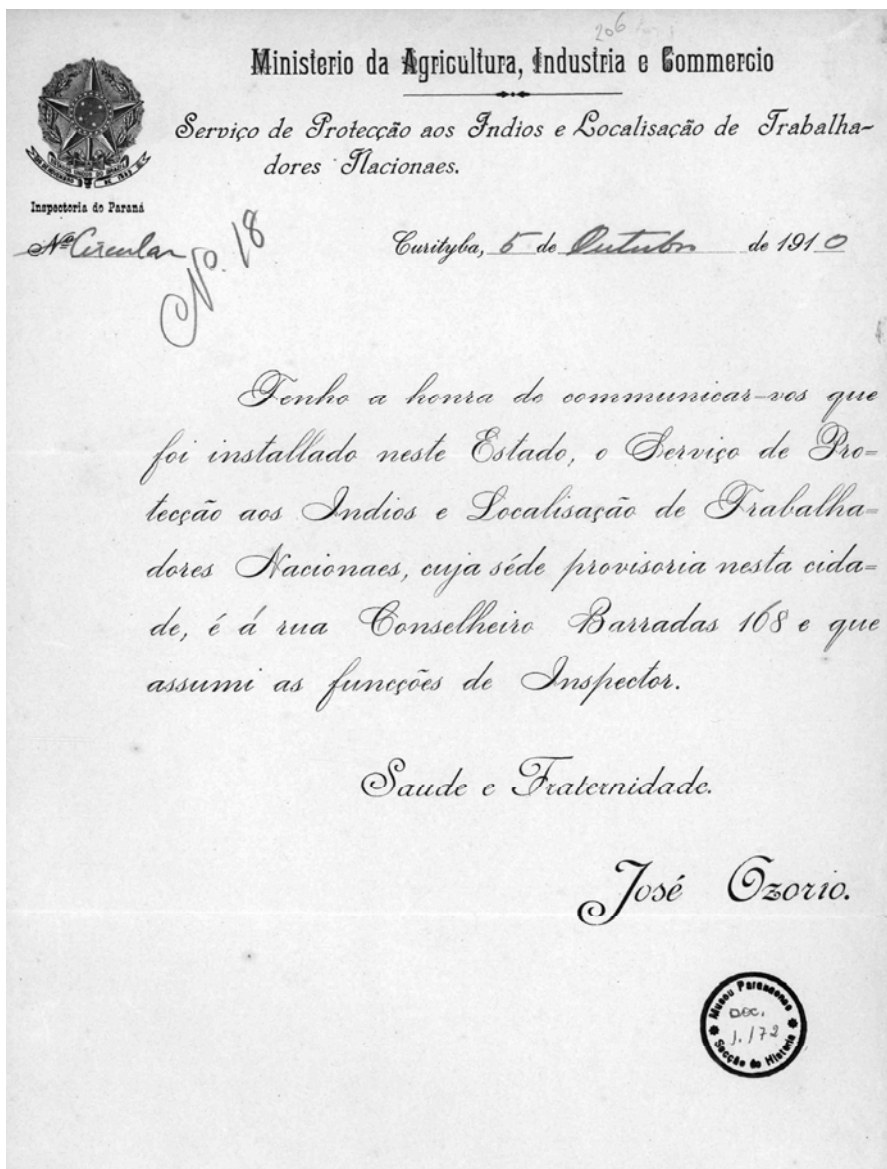 206
Ministerio da Agricultura, Industria e Commercio
Serviço de Protecção aos Indios e Localisação de Trabalha-
dores Nacionaes.
Inspectoria do Paraná
Nº Circular
Nº. 18
Curityba, 5 de Outubro de 1910
Tenho a honra de communicar-vos que
foi installado neste Estado, o Serviço de Pro=
tecção aos Indios e Localisação de Trabalha=
dores Nacionaes, cuja séde provisoria nesta cida=
de, é á rua Conselheiro Barradas 168 e que
assumi as funcções de Inspector.
Saude e Fraternidade.
José Ozorio.
Museu Paranaense
DOC.
J. 172
Secção de Historia